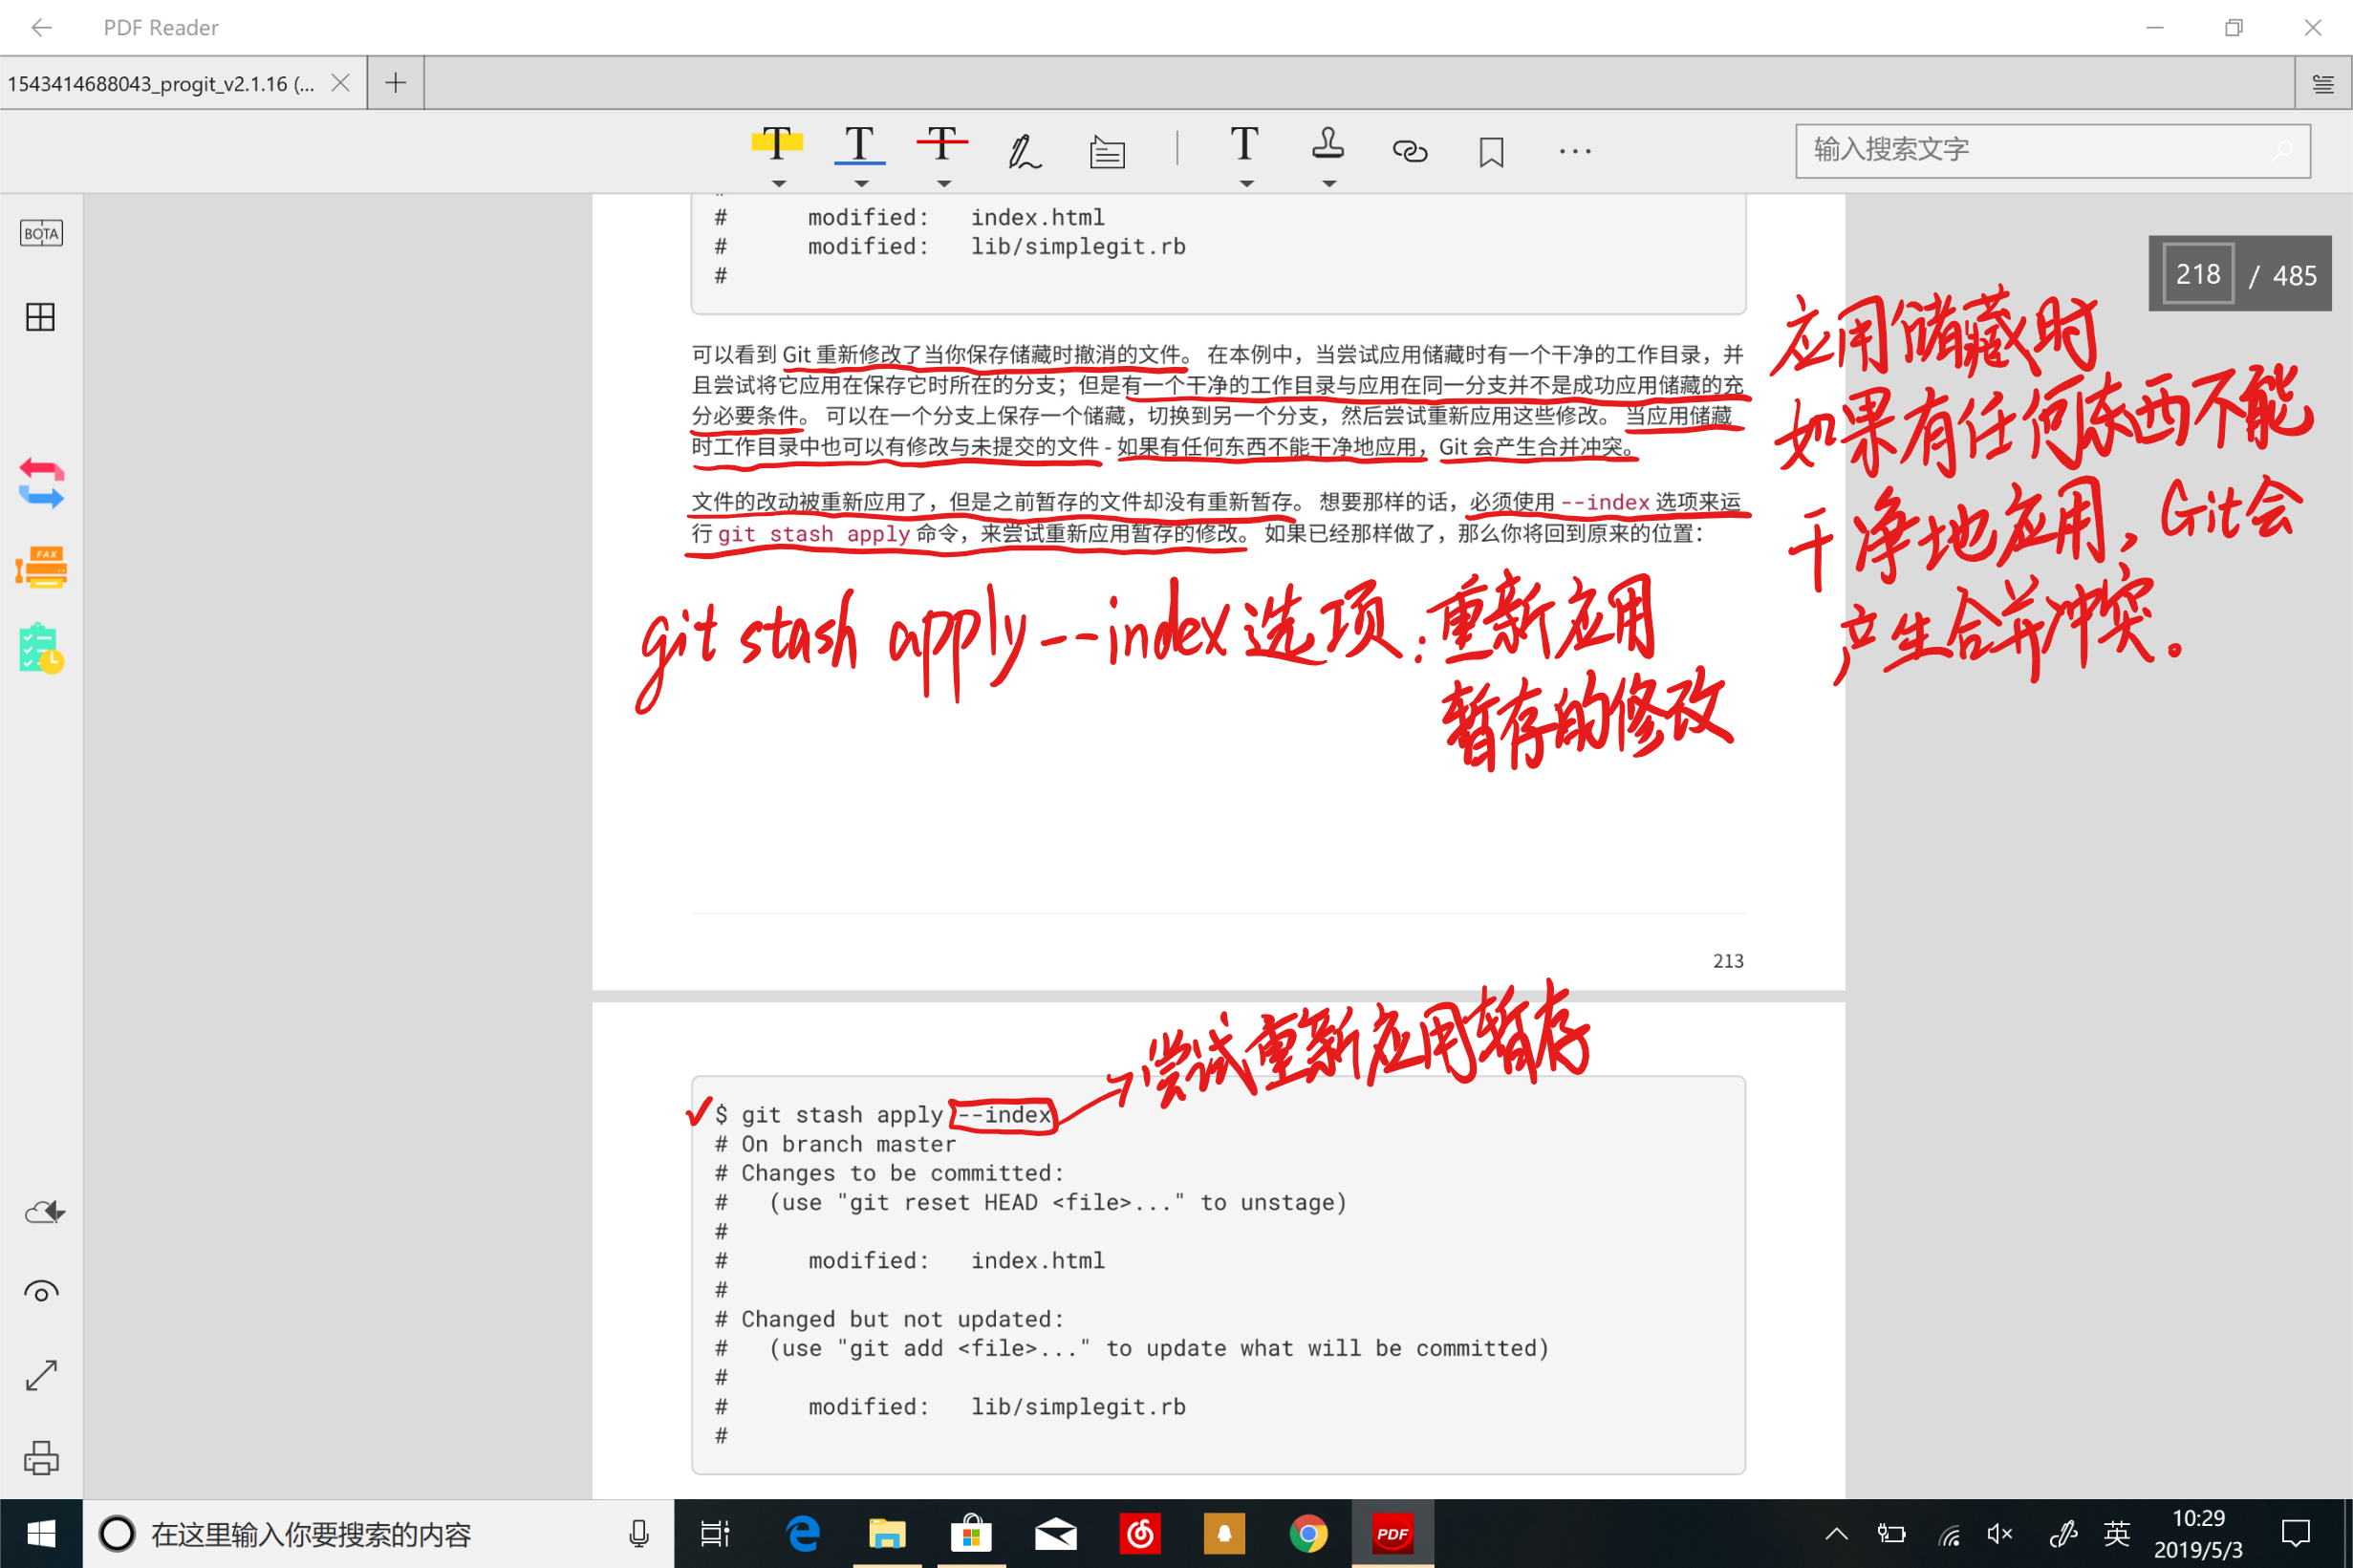 PDF Reader
1543414688043_progit_v2.1.16 (...
输入搜索文字
BOTA
218 / 485
FAX
#
# modified: index.html
# modified: lib/simplegit.rb
#
可以看到 Git 重新修改了当你保存储藏时撤消的文件。 在本例中，当尝试应用储藏时有一个干净的工作目录，并
且尝试将它应用在保存它时所在的分支；但是有一个干净的工作目录与应用在同一分支并不是成功应用储藏的充
分必要条件。 可以在一个分支上保存一个储藏，切换到另一个分支，然后尝试重新应用这些修改。 当应用储藏
时工作目录中也可以有修改与未提交的文件 - 如果有任何东西不能干净地应用，Git 会产生合并冲突。
文件的改动被重新应用了，但是之前暂存的文件却没有重新暂存。 想要那样的话，必须使用 --index 选项来运
行 git stash apply 命令，来尝试重新应用暂存的修改。 如果已经那样做了，那么你将回到原来的位置：
应用储藏时
如果有任何东西不能
干净地应用，Git会
产生合并冲突。
git stash apply --index 选项：重新应用
暂存的修改
213
尝试重新应用暂存
$ git stash apply --index
# On branch master
# Changes to be committed:
# (use "git reset HEAD <file>..." to unstage)
#
# modified: index.html
#
# Changed but not updated:
# (use "git add <file>..." to update what will be committed)
#
# modified: lib/simplegit.rb
#
在这里输入你要搜索的内容
PDF
英
10:29
2019/5/3